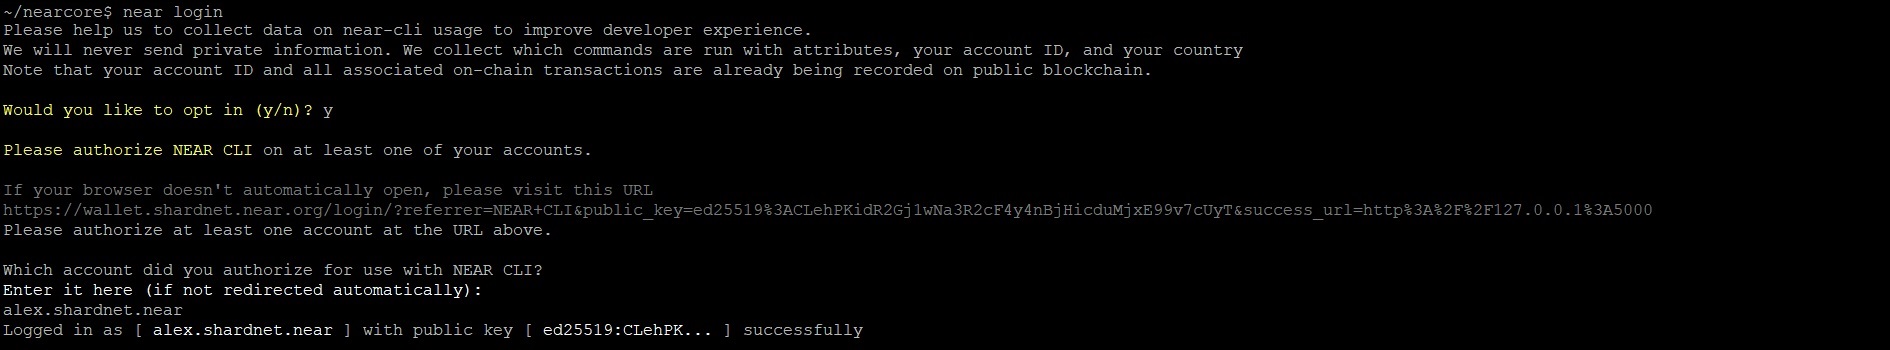 ~/nearcore$ near login
Please help us to collect data on near-cli usage to improve developer experience.
We will never send private information. We collect which commands are run with attributes, your account ID, and your country
Note that your account ID and all associated on-chain transactions are already being recorded on public blockchain.
Would you like to opt in (y/n)? y
Please authorize NEAR CLI on at least one of your accounts.
If your browser doesn't automatically open, please visit this URL
https://wallet.shardnet.near.org/login/?referrer=NEAR+CLI&public_key=ed25519%3ACLehPKidR2Gj1wNa3R2cF4y4nBjHicduMjxE99v7cUyT&success_url=http%3A%2F%2F127.0.0.1%3A5000
Please authorize at least one account at the URL above.
Which account did you authorize for use with NEAR CLI?
Enter it here (if not redirected automatically):
alex.shardnet.near
Logged in as [ alex.shardnet.near ] with public key [ ed25519:CLehPK... ] successfully